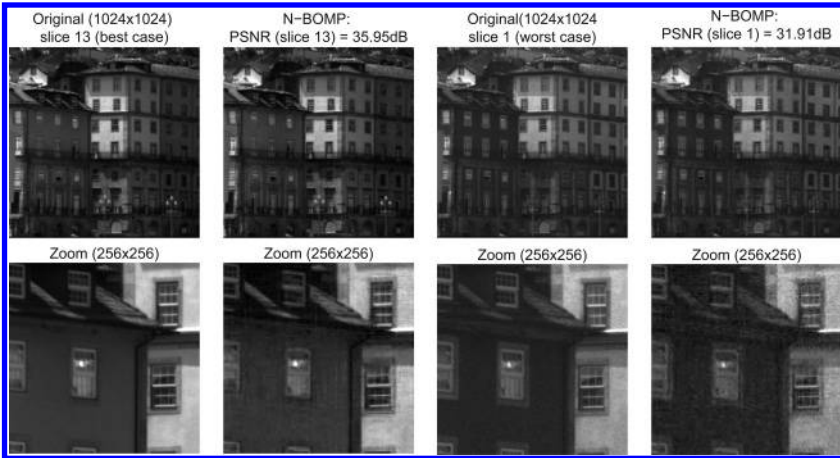 Original (1024x1024)
slice 13 (best case)
N−BOMP:
PSNR (slice 13) = 35.95dB
Original(1024x1024
slice 1 (worst case)
N−BOMP:
PSNR (slice 1) = 31.91dB
Zoom (256x256)
Zoom (256x256)
Zoom (256x256)
Zoom (256x256)